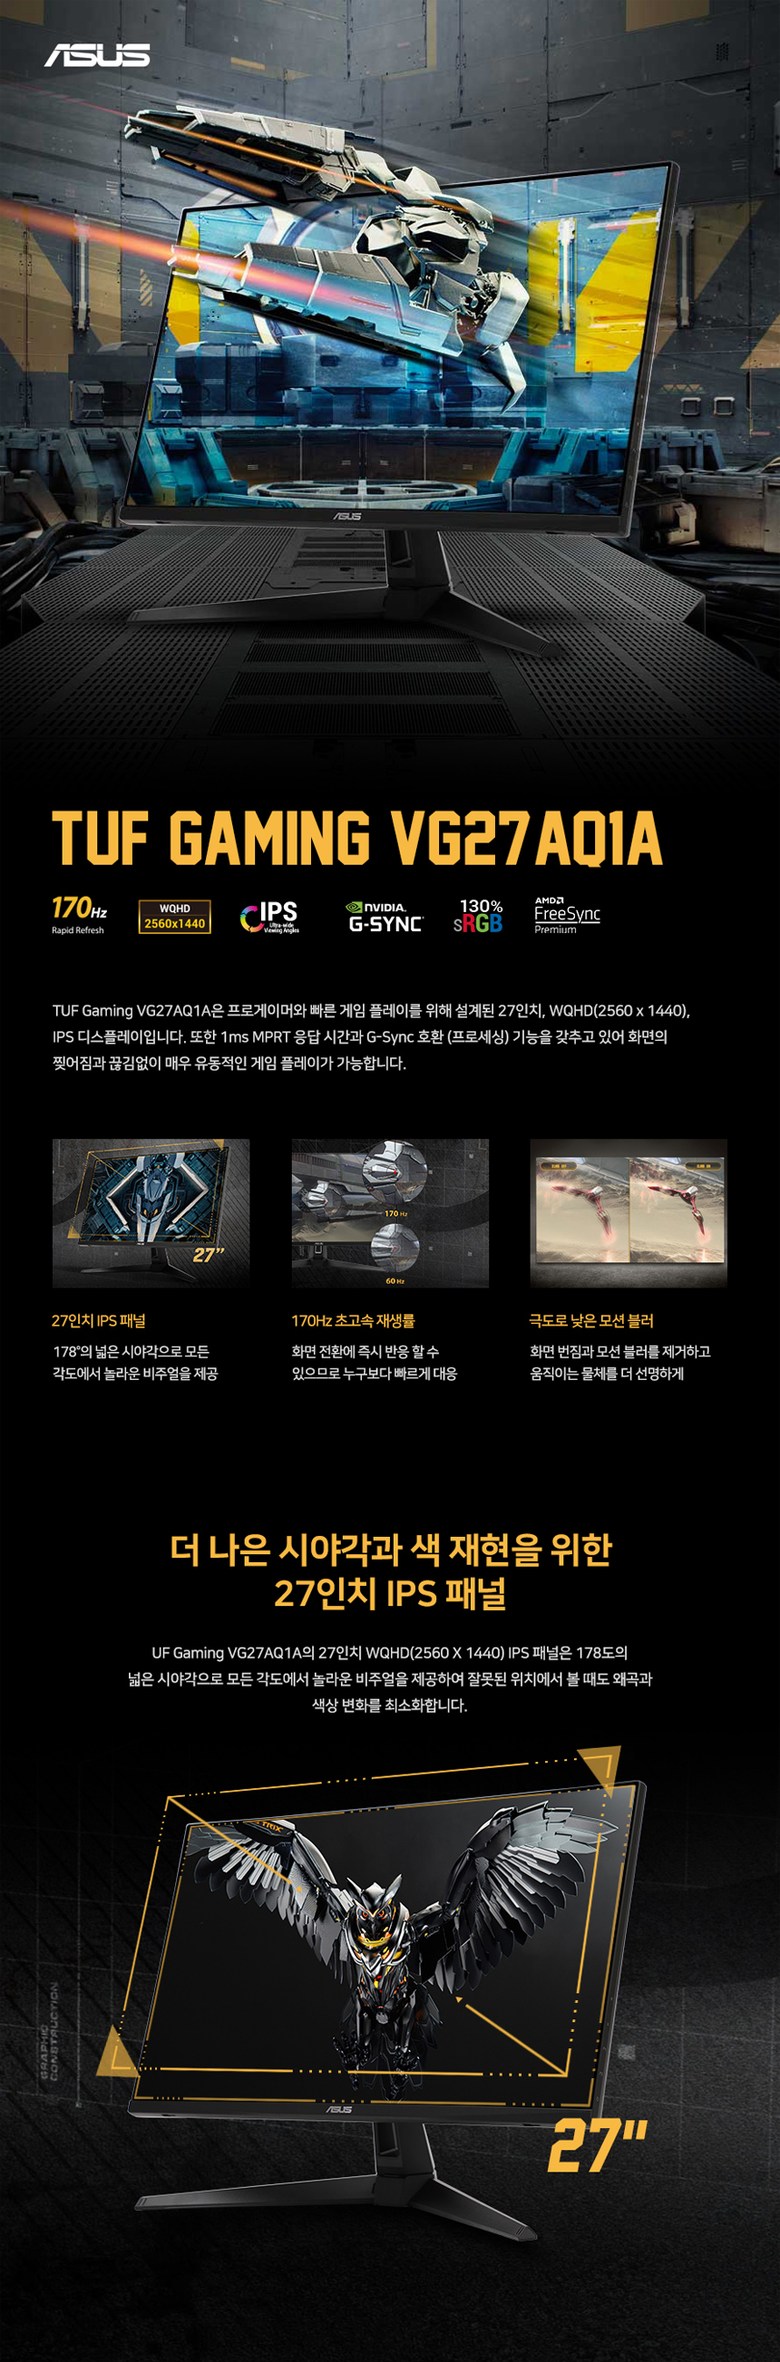 ASUS
ASUS
TUF GAMING VG27AQ1A
170Hz
Rapid Refresh
WQHD
2560x1440
IPS
Ultra-wide
Viewing Angles
NVIDIA.
G-SYNC
130%
sRGB
AMD
FreeSync
Premium
TUF Gaming VG27AQ1A은 프로게이머와 빠른 게임 플레이를 위해 설계된 27인치, WQHD(2560 x 1440),
IPS 디스플레이입니다. 또한 1ms MPRT 응답 시간과 G-Sync 호환 (프로세싱) 기능을 갖추고 있어 화면의
찢어짐과 끊김없이 매우 유동적인 게임 플레이가 가능합니다.
27”
170 Hz
60 Hz
27인치 IPS 패널
178°의 넓은 시야각으로 모든
각도에서 놀라운 비주얼을 제공
170Hz 초고속 재생률
화면 전환에 즉시 반응 할 수
있으므로 누구보다 빠르게 대응
극도로 낮은 모션 블러
화면 번짐과 모션 블러를 제거하고
움직이는 물체를 더 선명하게
더 나은 시야각과 색 재현을 위한
27인치 IPS 패널
UF Gaming VG27AQ1A의 27인치 WQHD(2560 X 1440) IPS 패널은 178도의
넓은 시야각으로 모든 각도에서 놀라운 비주얼을 제공하여 잘못된 위치에서 볼 때도 왜곡과
색상 변화를 최소화합니다.
GRAPHIC
CONSTRUCTION
ASUS
27"